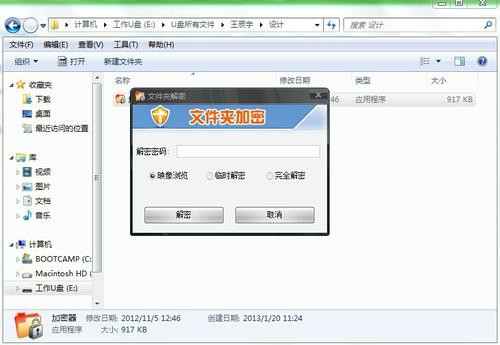 计算机 ▸ 工作U盘 (E:) ▸ U盘所有文件 ▸ 王辰宇 ▸ 设计
搜索 设计
文件(F) 编辑(E) 查看(V) 工具(T) 帮助(H)
组织 打开 新建文件夹
名称 修改日期 类型 大小
46 应用程序 917 KB
收藏夹
下载
桌面
最近访问的位置
库
视频
图片
文档
音乐
计算机
BOOTCAMP (C:
Macintosh HD (
工作U盘 (E:)
文件夹解密
文件夹加密
解密密码:
映像浏览 临时解密 完全解密
解密 取消
加密器 修改日期: 2012/11/5 12:46 创建日期: 2013/1/20 11:24
应用程序 大小: 917 KB